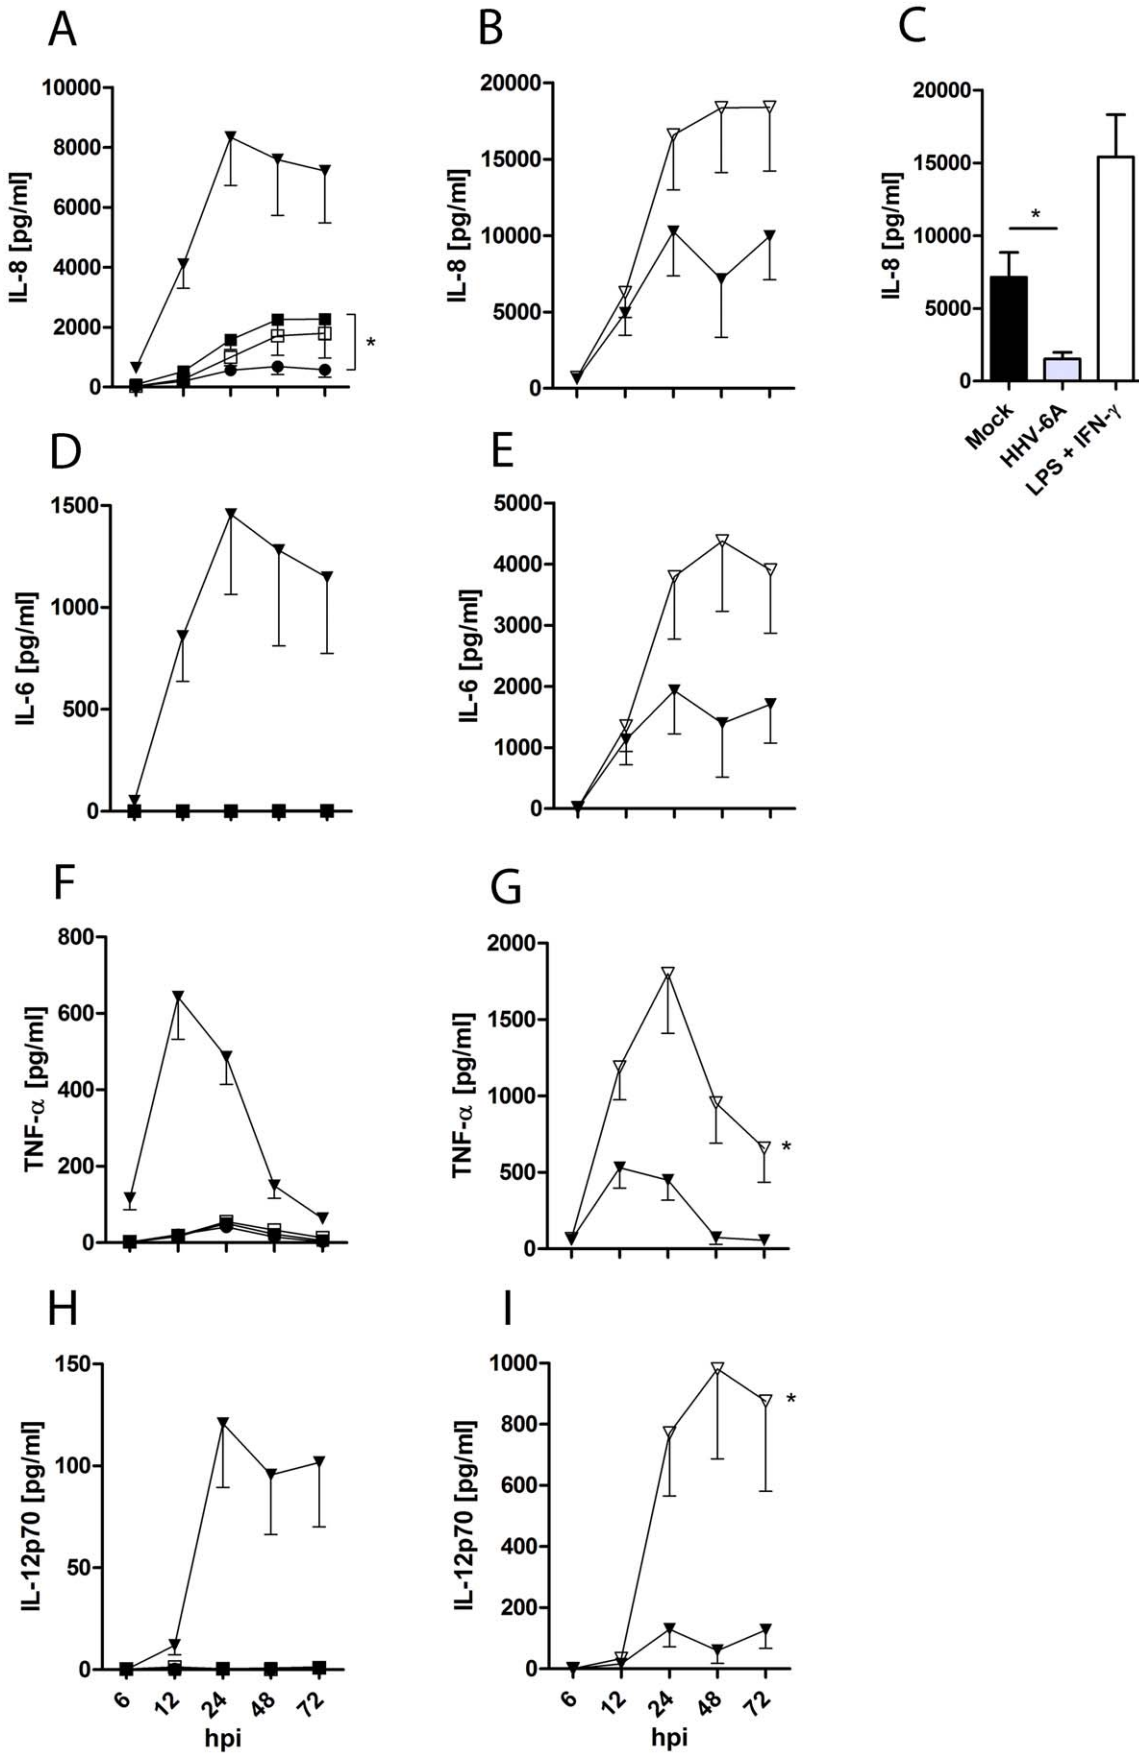 A
10000
8000
6000
4000
2000
0
IL-8 [pg/ml]
*
B
20000
15000
10000
5000
0
IL-8 [pg/ml]
C
20000
15000
10000
5000
0
IL-8 [pg/ml]
*
Mock
HHV-6A
LPS + IFN-γ
D
1500
1000
500
0
IL-6 [pg/ml]
E
5000
4000
3000
2000
1000
0
IL-6 [pg/ml]
F
800
600
400
200
0
TNF-α [pg/ml]
G
2000
1500
1000
500
0
TNF-α [pg/ml]
*
H
150
100
50
0
IL-12p70 [pg/ml]
6 12 24 48 72
hpi
I
1000
800
600
400
200
0
IL-12p70 [pg/ml]
*
6 12 24 48 72
hpi